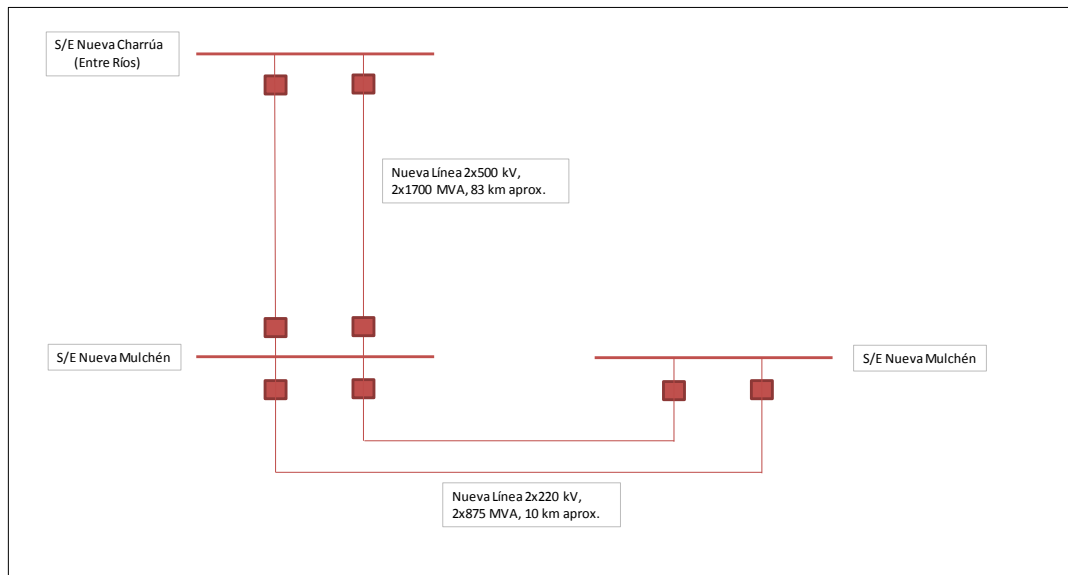 S/E Nueva Charrúa
(Entre Ríos)
Nueva Línea 2x500 kV,
2x1700 MVA, 83 km aprox.
S/E Nueva Mulchén
S/E Nueva Mulchén
Nueva Línea 2x220 kV,
2x875 MVA, 10 km aprox.